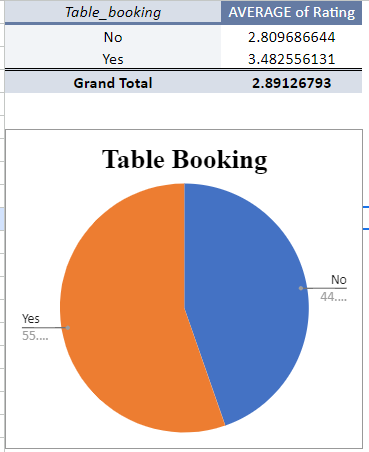 Table_booking AVERAGE of Rating
No 2.809686644
Yes 3.482556131
Grand Total 2.89126793
Table Booking
No
44....
Yes
55....